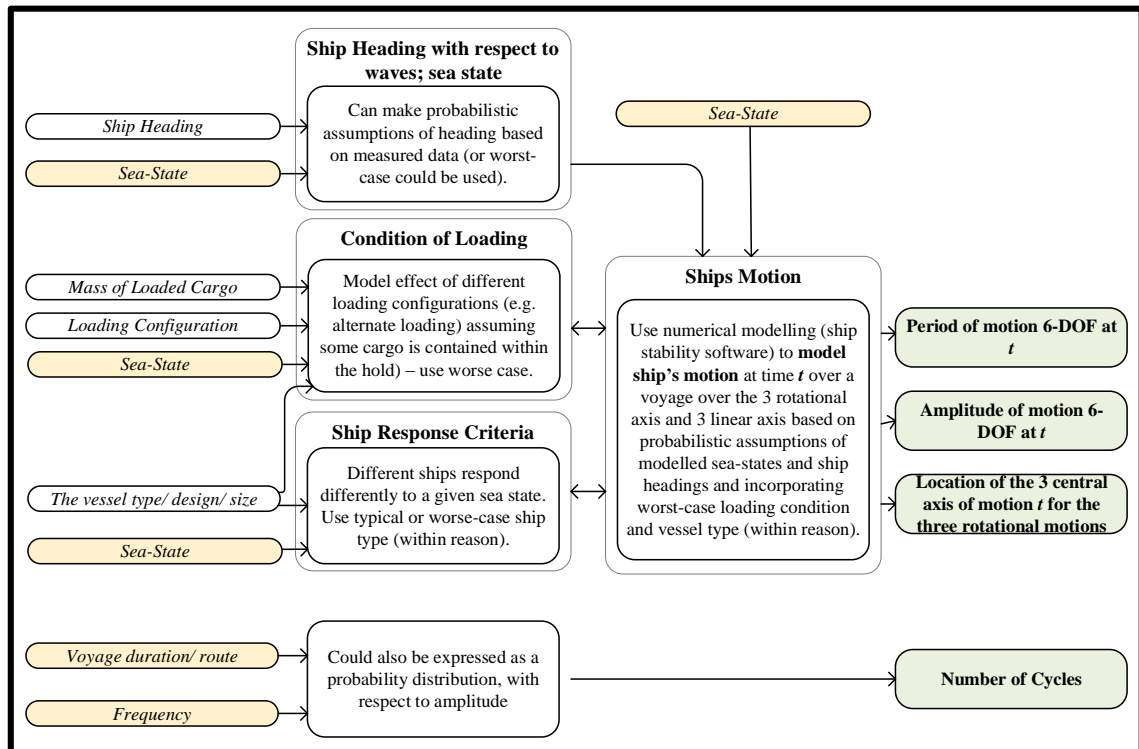 Ship Heading with respect to
waves; sea state
Ship Heading
Sea-State
Can make probabilistic
assumptions of heading based
on measured data (or worst-
case could be used).
Sea-State
Condition of Loading
Mass of Loaded Cargo
Loading Configuration
Sea-State
Model effect of different
loading configurations (e.g.
alternate loading) assuming
some cargo is contained within
the hold) – use worse case.
Ship Response Criteria
The vessel type/ design/ size
Sea-State
Different ships respond
differently to a given sea state.
Use typical or worse-case ship
type (within reason).
Ships Motion
Use numerical modelling (ship
stability software) to model
ship's motion at time t over a
voyage over the 3 rotational
axis and 3 linear axis based on
probabilistic assumptions of
modelled sea-states and ship
headings and incorporating
worst-case loading condition
and vessel type (within reason).
Period of motion 6-DOF at
t
Amplitude of motion 6-
DOF at t
Location of the 3 central
axis of motion t for the
three rotational motions
Voyage duration/ route
Frequency
Could also be expressed as a
probability distribution, with
respect to amplitude
Number of Cycles